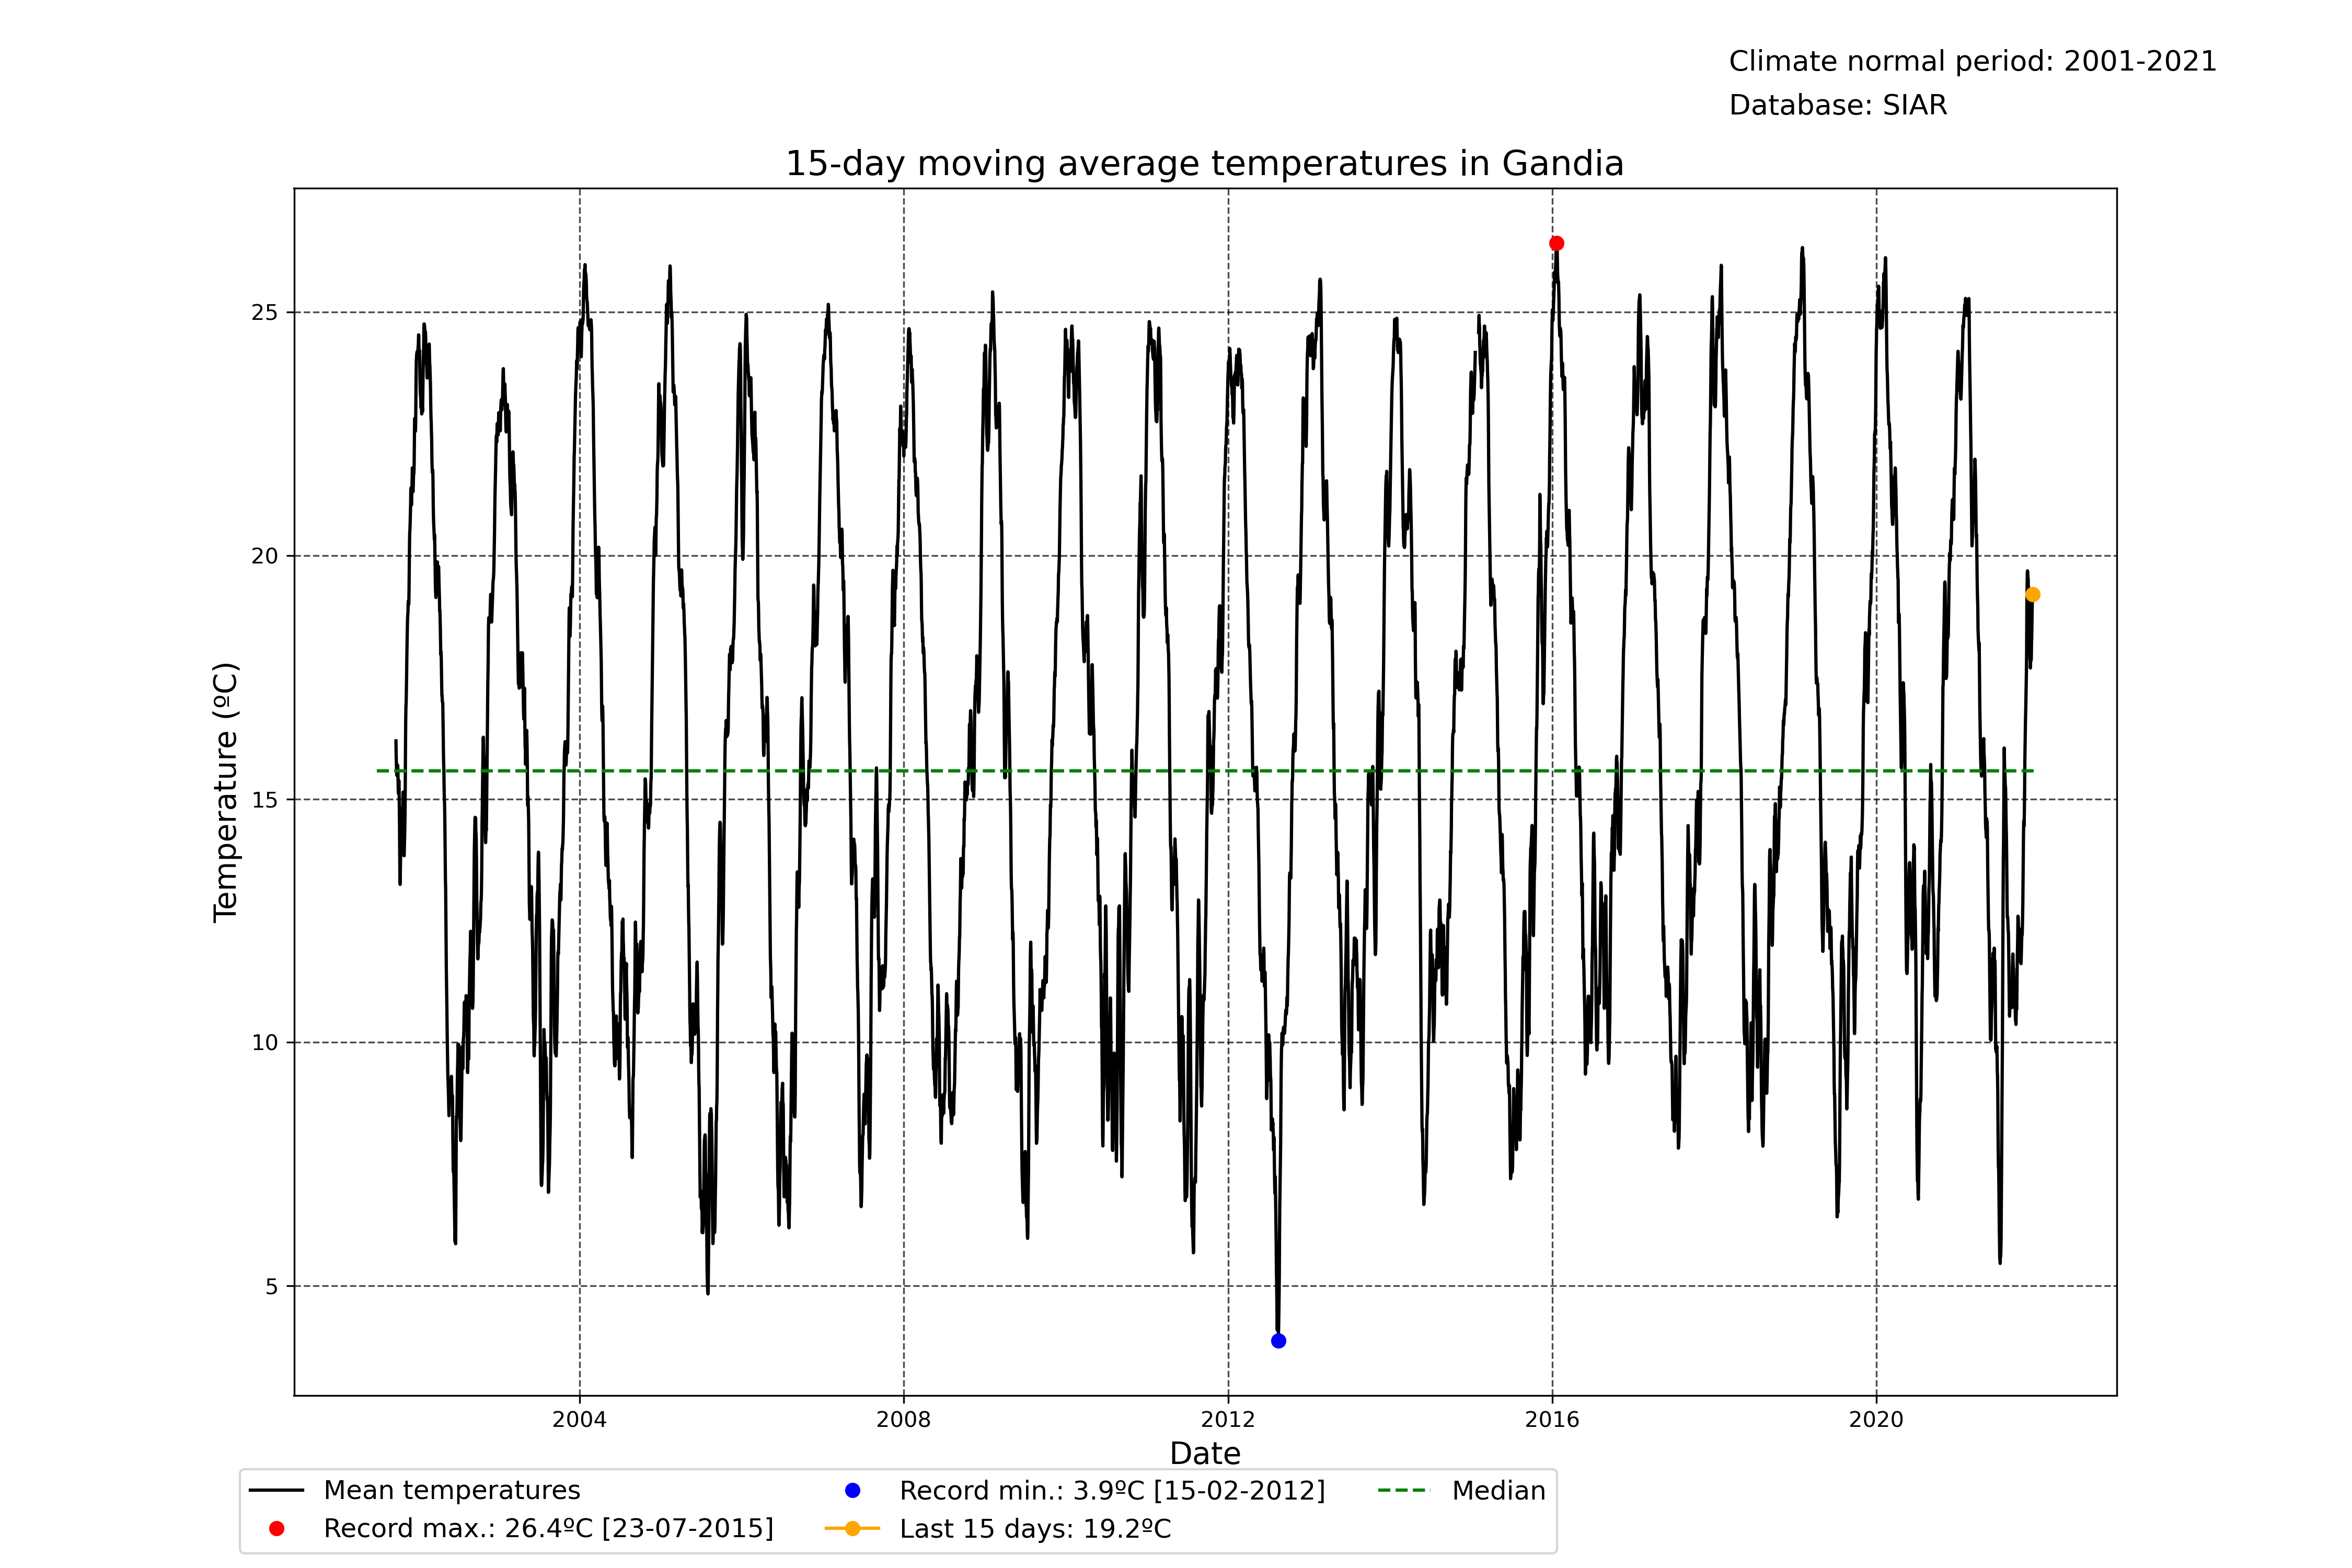 Climate normal period: 2001-2021
Database: SIAR
15-day moving average temperatures in Gandia
25
20
15
10
5
Temperature (ºC)
2004 2008 2012 2016 2020
Date
Mean temperatures
Record max.: 26.4ºC [23-07-2015]
Record min.: 3.9ºC [15-02-2012]
Last 15 days: 19.2ºC
Median